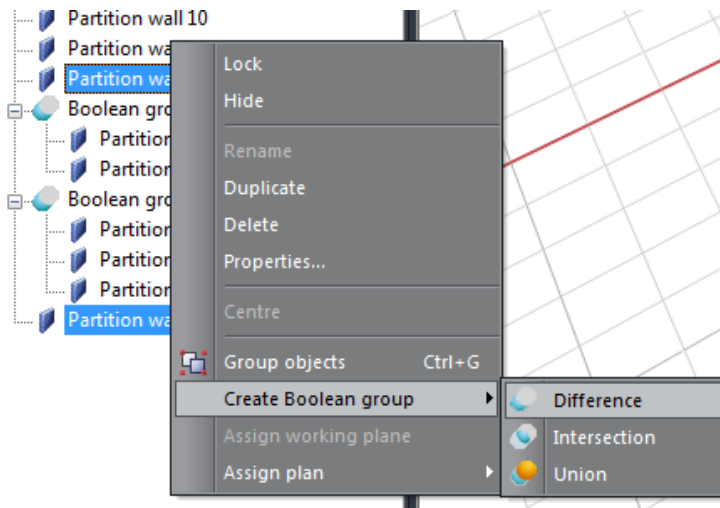 Partition wall 10
Partition wa
Partition wa
Boolean gro
Partition
Partition
Boolean gro
Partition
Partition
Partition
Partition wa
Lock
Hide
Rename
Duplicate
Delete
Properties...
Centre
Group objects Ctrl+G
Create Boolean group
Assign working plane
Assign plan
Difference
Intersection
Union